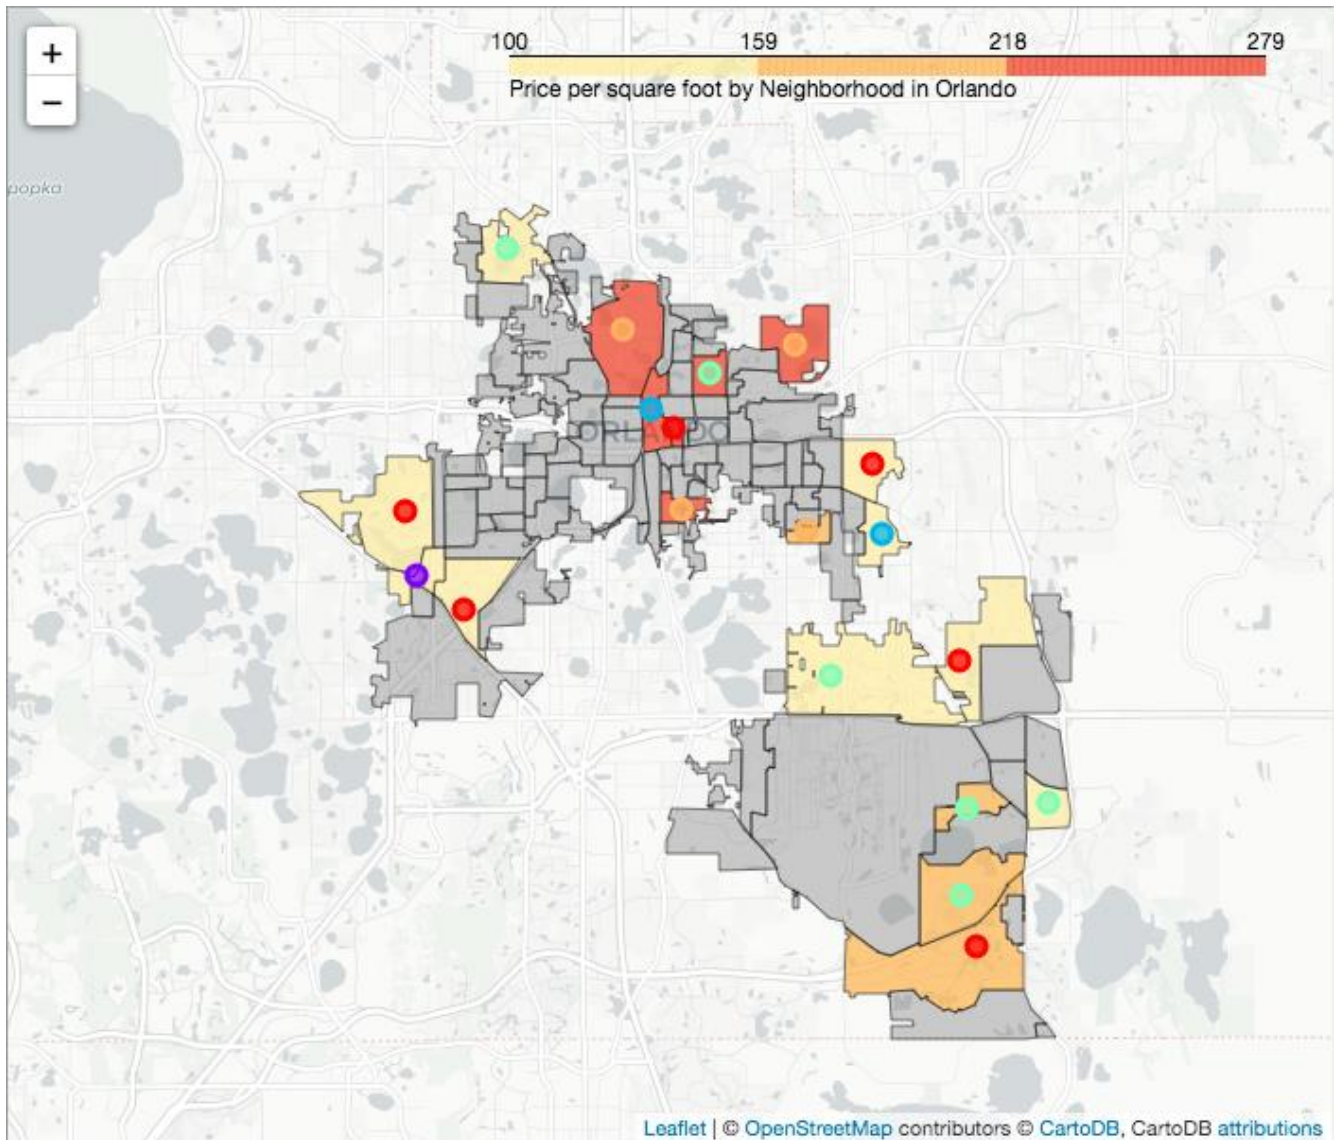 +
−
100 159 218 279
Price per square foot by Neighborhood in Orlando
popka
ORLANDO
Leaflet | © OpenStreetMap contributors © CartoDB, CartoDB attributions